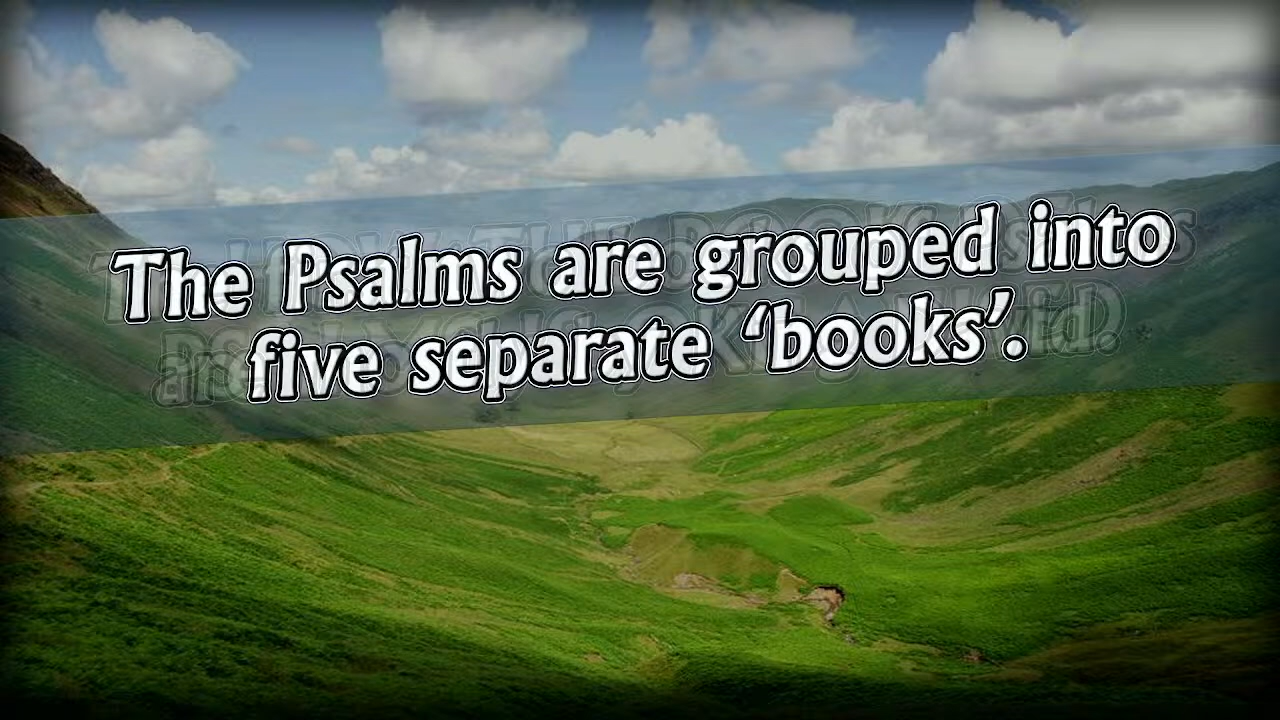 The Psalms are grouped into
five separate ‘books’.